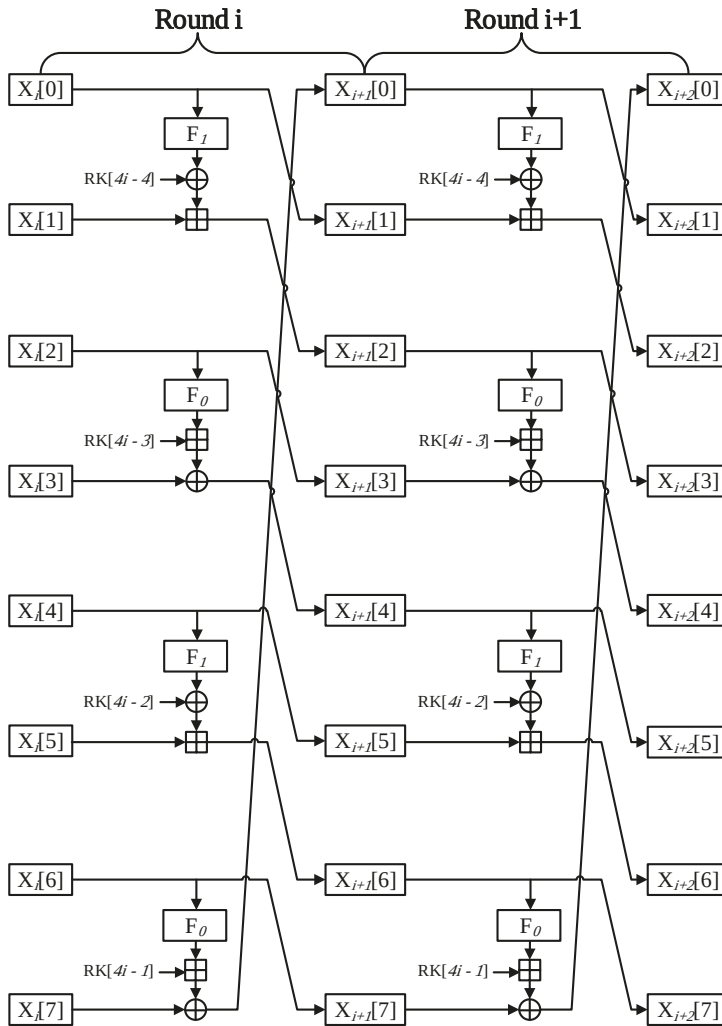 Round i Round i+1
X_i[0] X_{i+1}[0] X_{i+2}[0]
F_1 F_1
RK[4i - 4] RK[4i - 4]
X_i[1] X_{i+1}[1] X_{i+2}[1]
X_i[2] X_{i+1}[2] X_{i+2}[2]
F_0 F_0
RK[4i - 3] RK[4i - 3]
X_i[3] X_{i+1}[3] X_{i+2}[3]
X_i[4] X_{i+1}[4] X_{i+2}[4]
F_1 F_1
RK[4i - 2] RK[4i - 2]
X_i[5] X_{i+1}[5] X_{i+2}[5]
X_i[6] X_{i+1}[6] X_{i+2}[6]
F_0 F_0
RK[4i - 1] RK[4i - 1]
X_i[7] X_{i+1}[7] X_{i+2}[7]